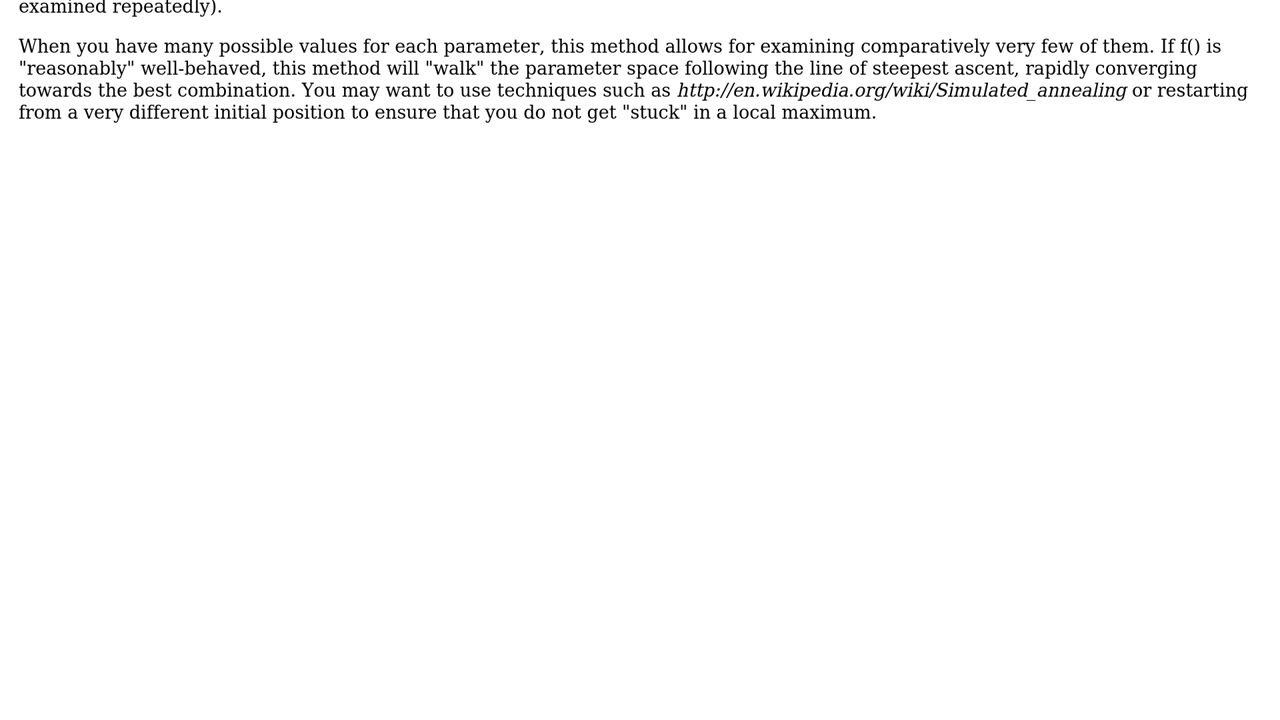 examined repeatedly).
When you have many possible values for each parameter, this method allows for examining comparatively very few of them. If f() is
"reasonably" well-behaved, this method will "walk" the parameter space following the line of steepest ascent, rapidly converging
towards the best combination. You may want to use techniques such as http://en.wikipedia.org/wiki/Simulated_annealing or restarting
from a very different initial position to ensure that you do not get "stuck" in a local maximum.